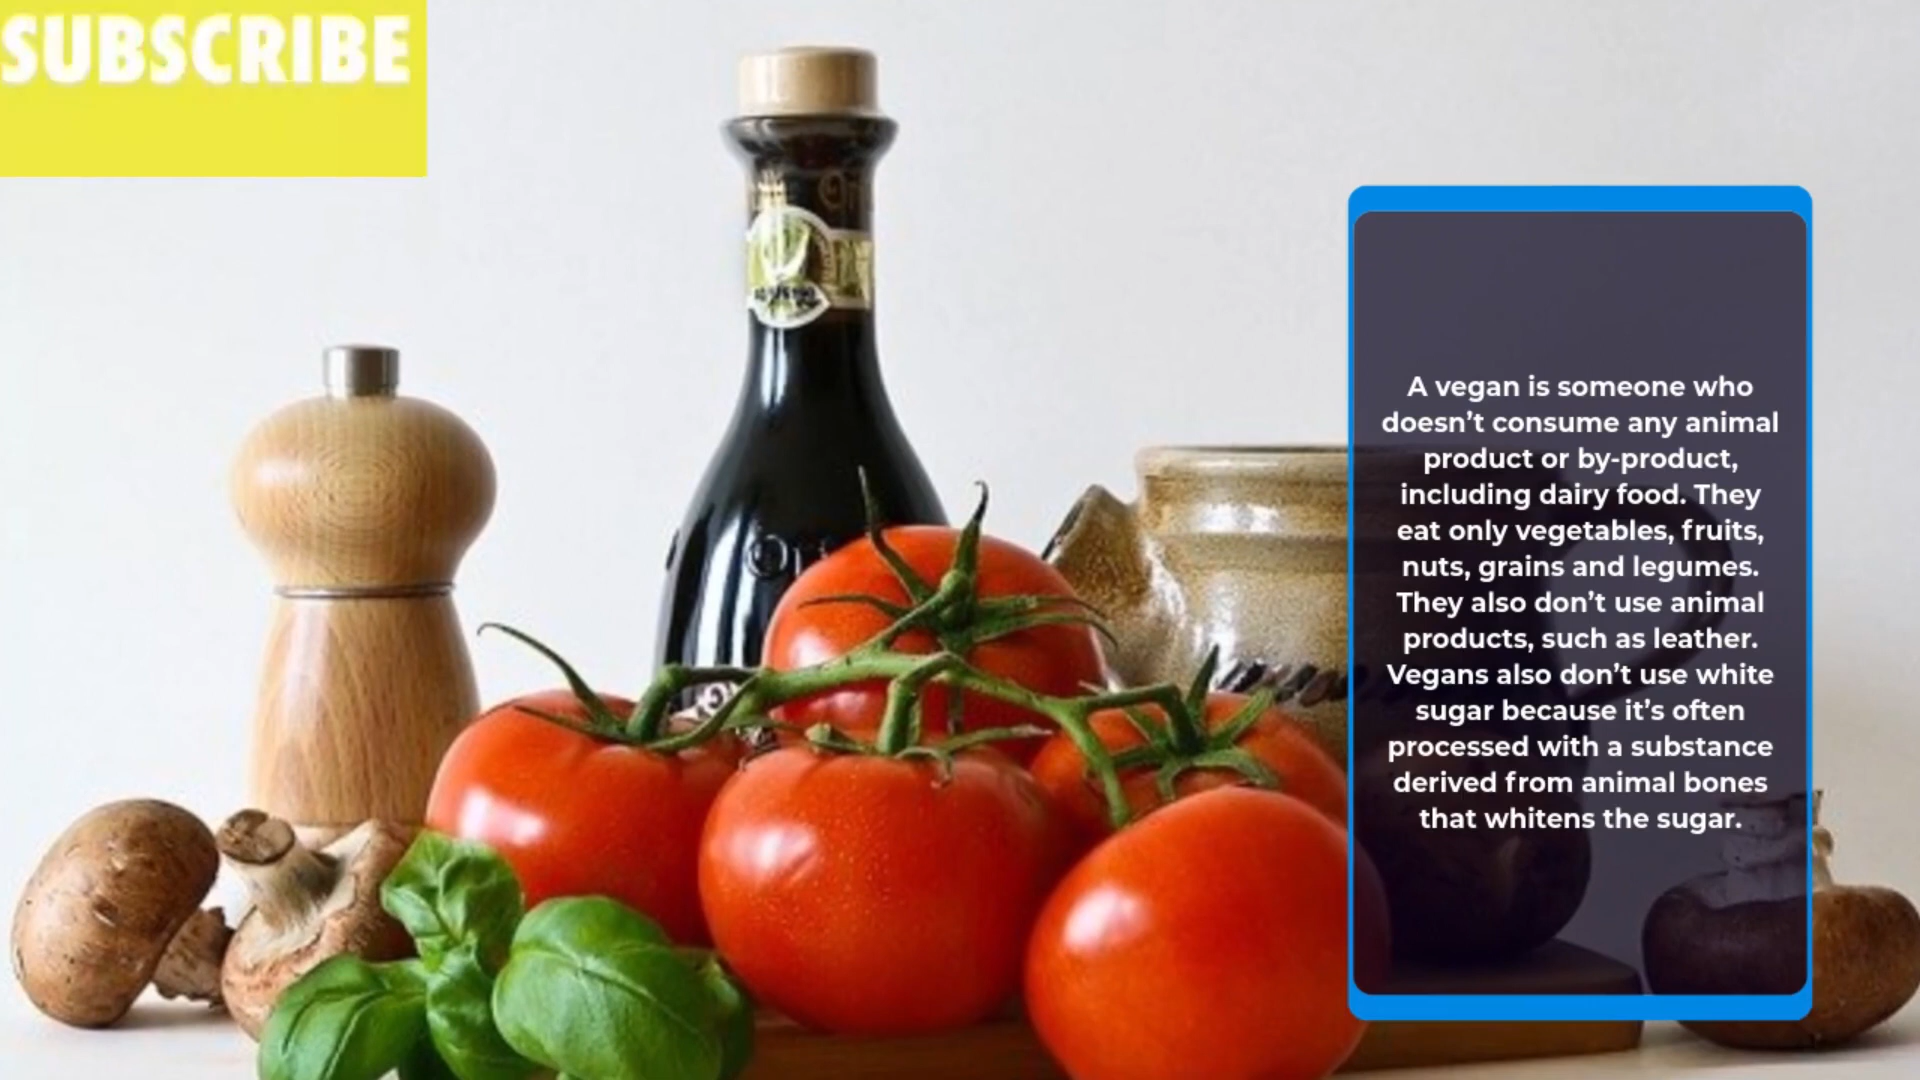 SUBSCRIBE
A vegan is someone who
doesn’t consume any animal
product or by-product,
including dairy food. They
eat only vegetables, fruits,
nuts, grains and legumes.
They also don’t use animal
products, such as leather.
Vegans also don’t use white
sugar because it’s often
processed with a substance
derived from animal bones
that whitens the sugar.